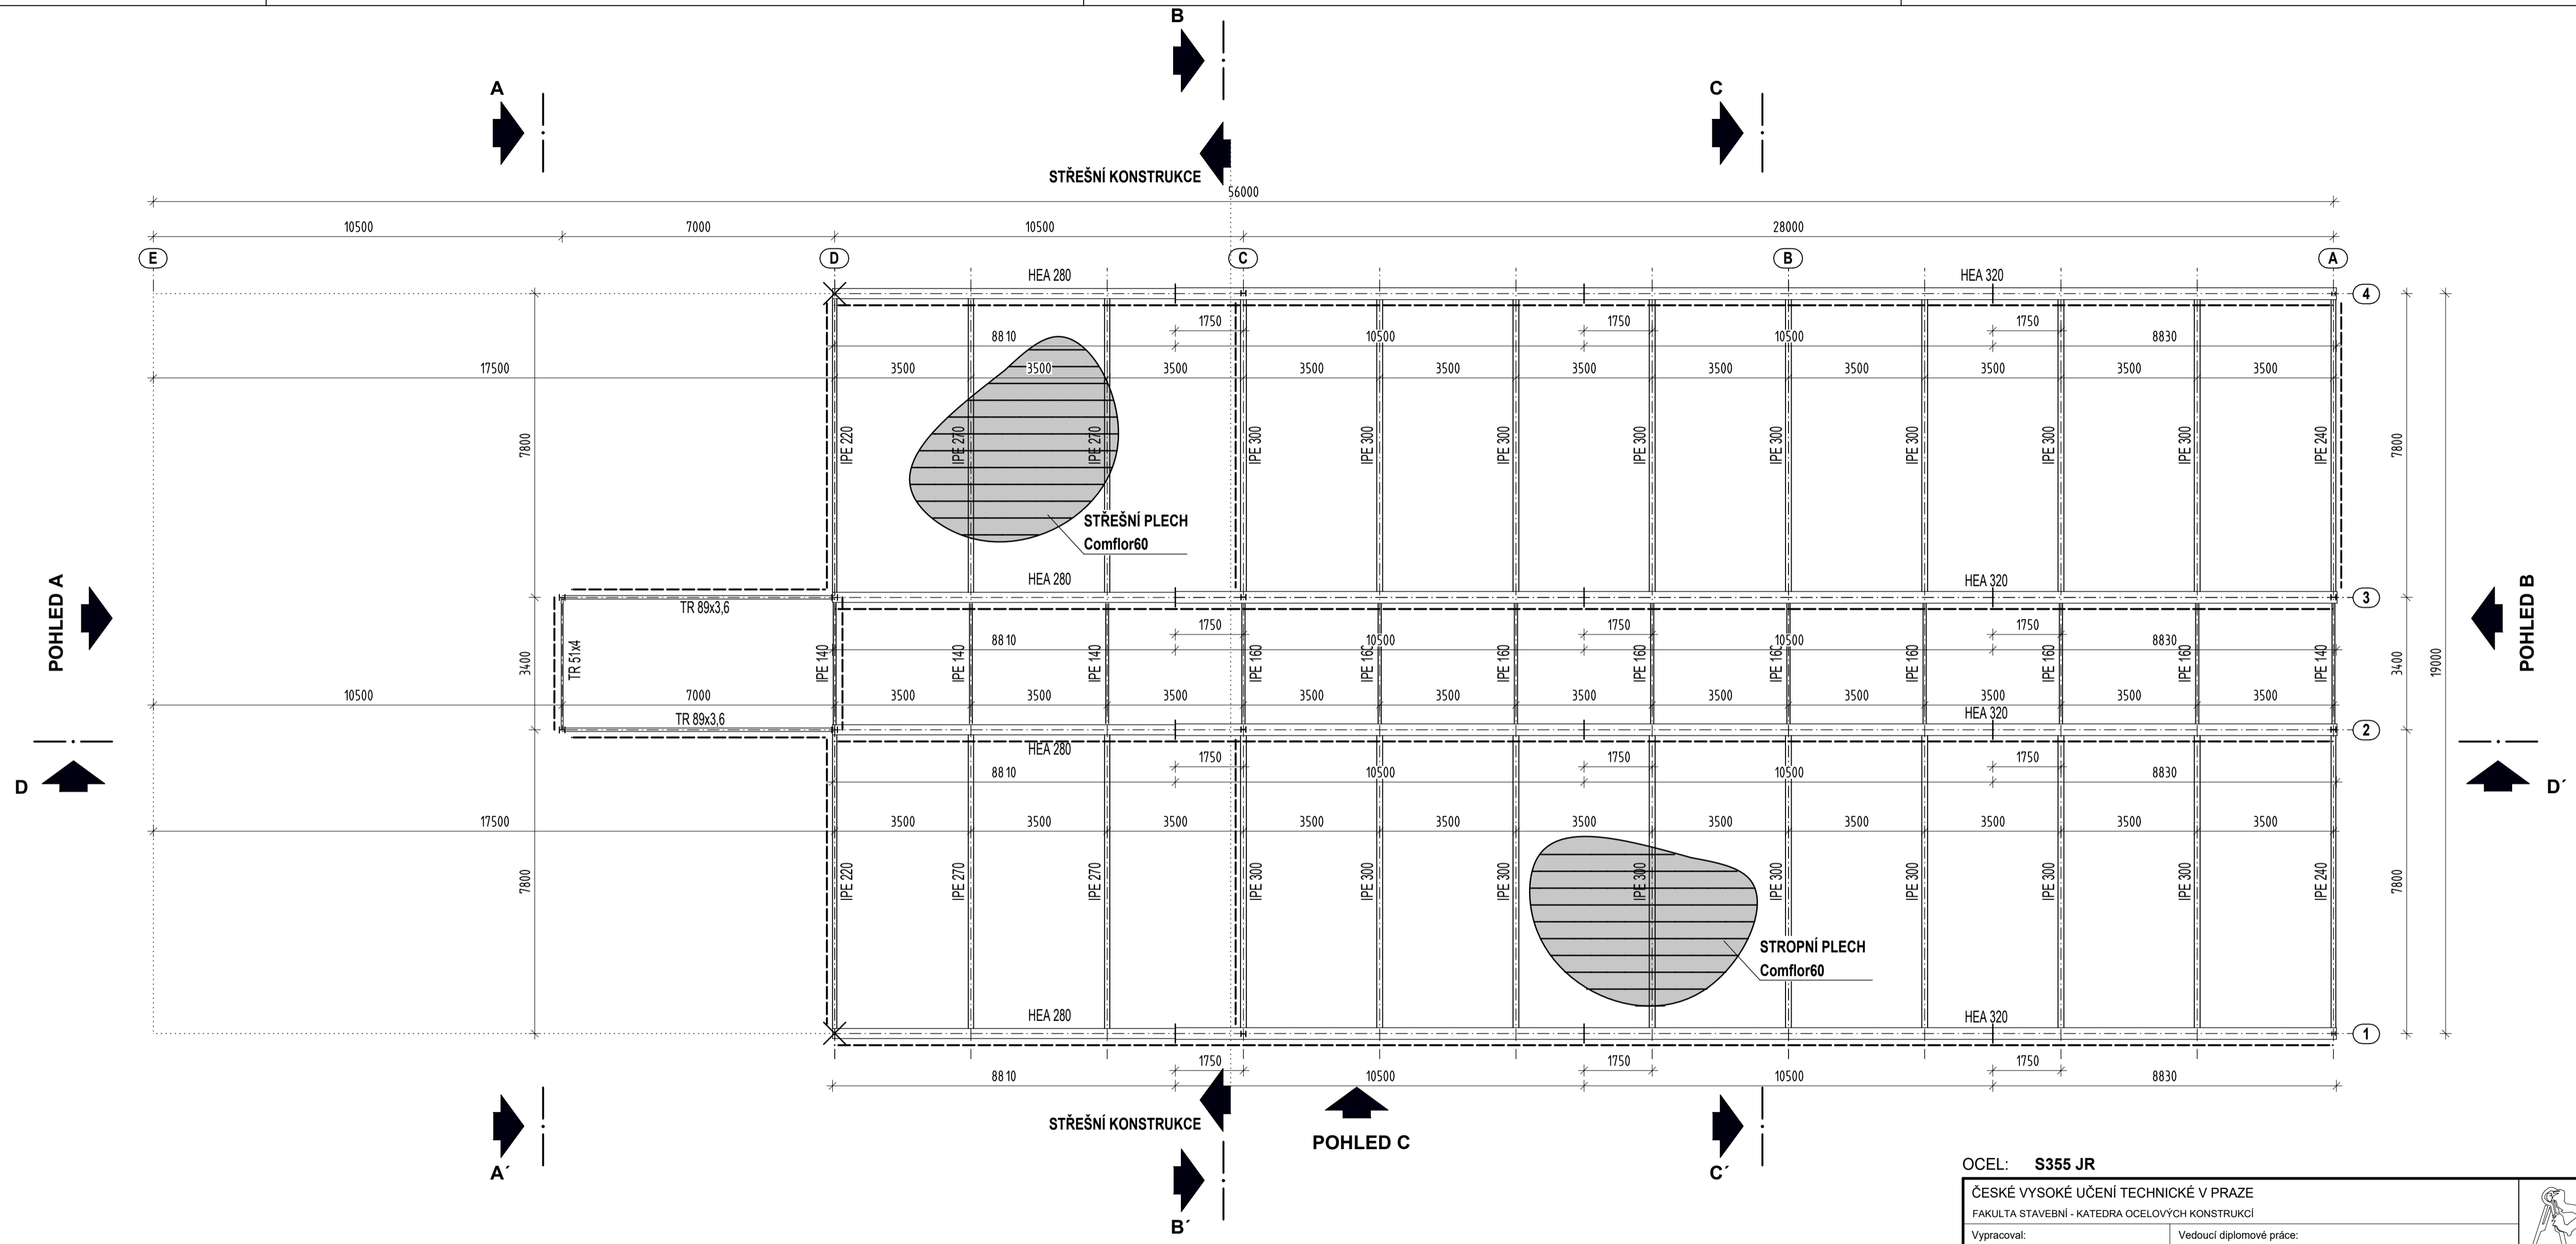 B
A
C
STŘEŠNÍ KONSTRUKCE
56000
10500 7000 10500 28000
E D C B A
HEA 280 HEA 320
4
1750 1750 1750
8810 10500 10500 8830
17500 3500 3500 3500 3500 3500 3500 3500 3500 3500 3500 3500
7800 IPE 220 IPE 270 IPE 270 IPE 300 IPE 300 IPE 300 IPE 300 IPE 300 IPE 300 IPE 300 IPE 300 IPE 240 7800
STŘEŠNÍ PLECH
Comflor60
HEA 280 HEA 320
POHLED A
POHLED B
3
TR 89x3,6
1750 1750 1750
8810 10500 10500 8830
3400 TR 51x4 IPE 140 IPE 140 IPE 140 IPE 160 IPE 160 IPE 160 IPE 160 IPE 160 IPE 160 IPE 160 IPE 160 IPE 140 3400 19000
10500 7000 3500 3500 3500 3500 3500 3500 3500 3500 3500 3500 3500
TR 89x3,6 HEA 320
2
HEA 280
1750 1750 1750
8810 10500 10500 8830
D D´
17500 3500 3500 3500 3500 3500 3500 3500 3500 3500 3500 3500
7800 IPE 220 IPE 270 IPE 270 IPE 300 IPE 300 IPE 300 IPE 300 IPE 300 IPE 300 IPE 300 IPE 300 IPE 240 7800
STROPNÍ PLECH
Comflor60
HEA 280 HEA 320
1
1750 1750 1750
8810 10500 10500 8830
STŘEŠNÍ KONSTRUKCE
POHLED C
A´
C´
B´
OCEL: S355 JR
ČESKÉ VYSOKÉ UČENÍ TECHNICKÉ V PRAZE
FAKULTA STAVEBNÍ - KATEDRA OCELOVÝCH KONSTRUKCÍ
Vypracoval: Vedoucí diplomové práce: